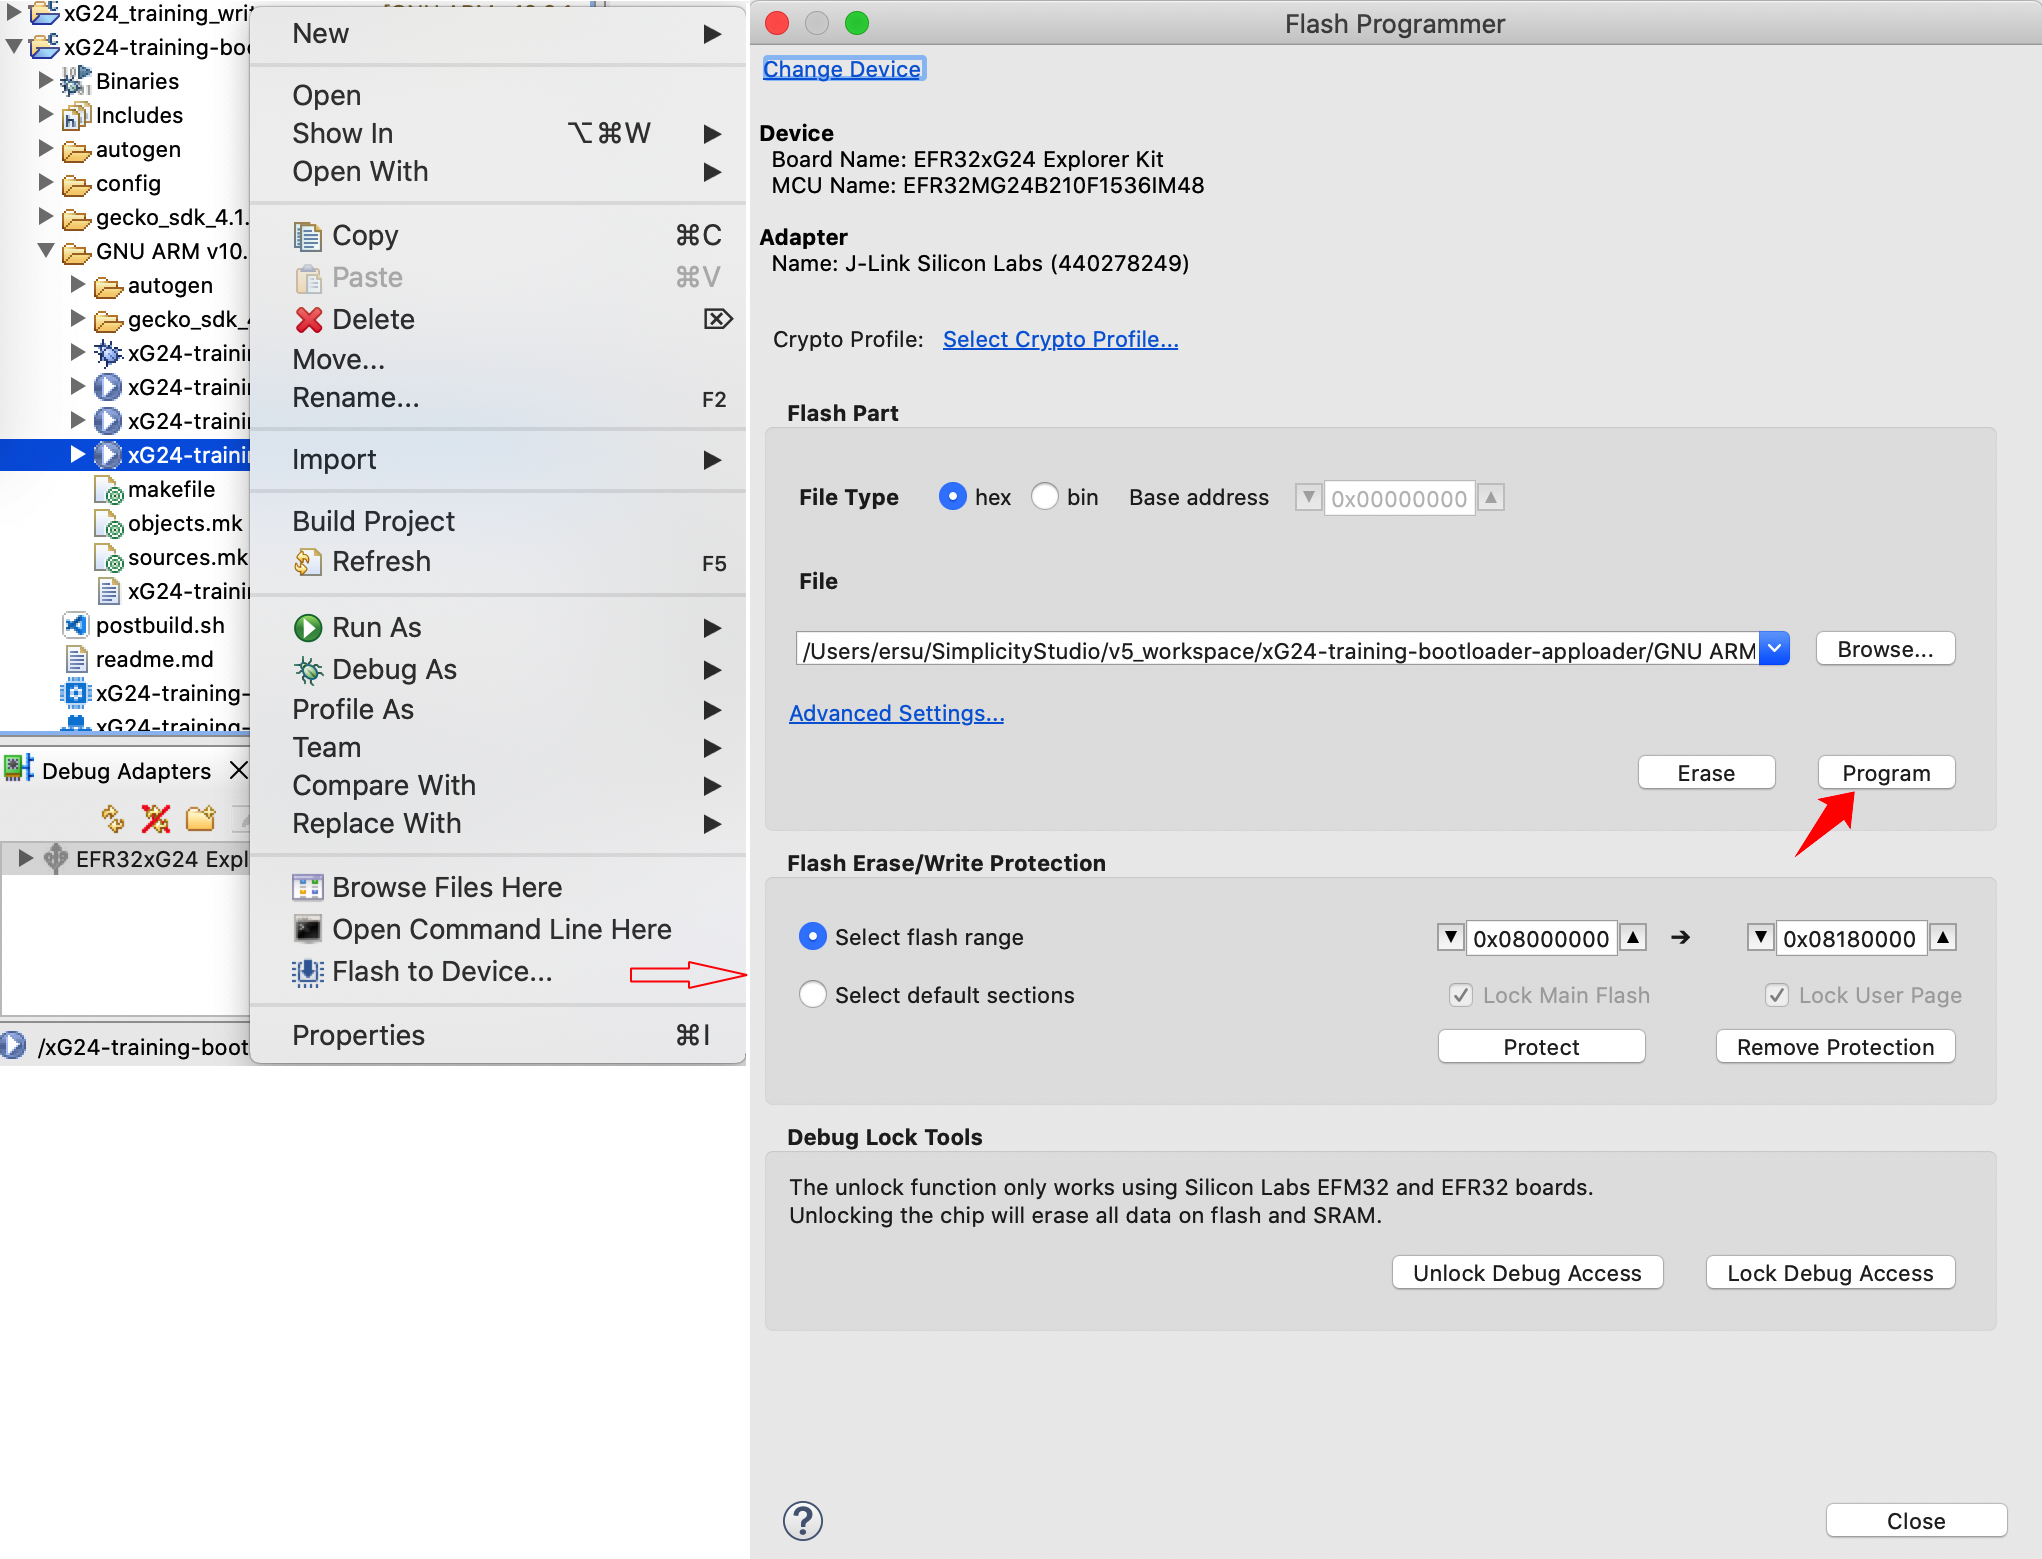 xG24_training_wri
xG24-training-boo
Binaries
Includes
autogen
config
gecko_sdk_4.1.
GNU ARM v10.
autogen
gecko_sdk_4
xG24-traini
xG24-traini
xG24-traini
xG24-traini
makefile
objects.mk
sources.mk
xG24-traini
postbuild.sh
readme.md
xG24-training-
xG24-training-
Debug Adapters
EFR32xG24 Expl
/xG24-training-boot
New
Open
Show In ⌥⌘W
Open With
Copy ⌘C
Paste ⌘V
Delete ⌦
Move...
Rename... F2
Import
Build Project
Refresh F5
Run As
Debug As
Profile As
Team
Compare With
Replace With
Browse Files Here
Open Command Line Here
Flash to Device...
Properties ⌘I
Flash Programmer
Change Device
Device
Board Name: EFR32xG24 Explorer Kit
MCU Name: EFR32MG24B210F1536IM48
Adapter
Name: J-Link Silicon Labs (440278249)
Crypto Profile: Select Crypto Profile...
Flash Part
File Type hex bin Base address 0x00000000
File
/Users/ersu/SimplicityStudio/v5_workspace/xG24-training-bootloader-apploader/GNU ARM Browse...
Advanced Settings...
Erase Program
Flash Erase/Write Protection
Select flash range 0x08000000 ➔ 0x08180000
Select default sections Lock Main Flash Lock User Page
Protect Remove Protection
Debug Lock Tools
The unlock function only works using Silicon Labs EFM32 and EFR32 boards.
Unlocking the chip will erase all data on flash and SRAM.
Unlock Debug Access Lock Debug Access
? Close